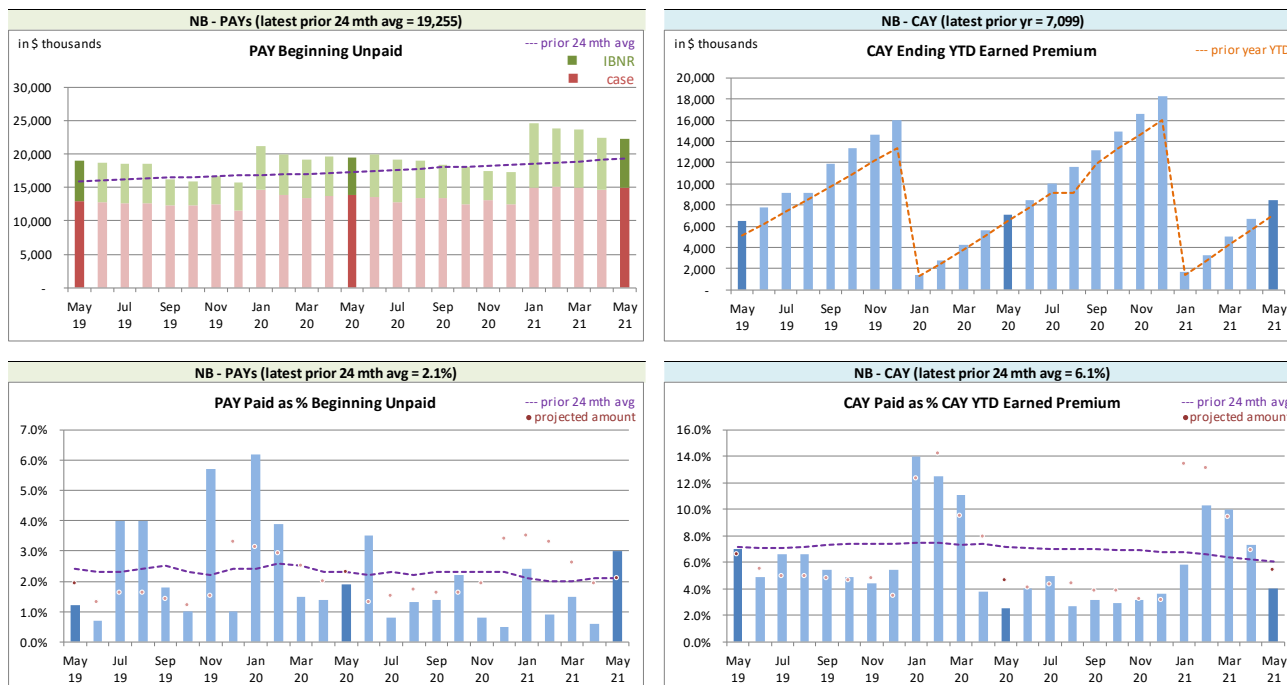 NB - PAYs (latest prior 24 mth avg = 19,255)
in $ thousands
PAY Beginning Unpaid
--- prior 24 mth avg
IBNR
case
30,000
25,000
20,000
15,000
10,000
5,000
-
May Jul Sep Nov Jan Mar May Jul Sep Nov Jan Mar May
19 19 19 19 20 20 20 20 20 20 21 21 21
NB - CAY (latest prior yr = 7,099)
in $ thousands
CAY Ending YTD Earned Premium
--- prior year YTD
20,000
18,000
16,000
14,000
12,000
10,000
8,000
6,000
4,000
2,000
-
May Jul Sep Nov Jan Mar May Jul Sep Nov Jan Mar May
19 19 19 19 20 20 20 20 20 20 21 21 21
NB - PAYs (latest prior 24 mth avg = 2.1%)
PAY Paid as % Beginning Unpaid
--- prior 24 mth avg
• projected amount
7.0%
6.0%
5.0%
4.0%
3.0%
2.0%
1.0%
0.0%
May Jul Sep Nov Jan Mar May Jul Sep Nov Jan Mar May
19 19 19 19 20 20 20 20 20 20 21 21 21
NB - CAY (latest prior 24 mth avg = 6.1%)
CAY Paid as % CAY YTD Earned Premium
--- prior 24 mth avg
• projected amount
16.0%
14.0%
12.0%
10.0%
8.0%
6.0%
4.0%
2.0%
0.0%
May Jul Sep Nov Jan Mar May Jul Sep Nov Jan Mar May
19 19 19 19 20 20 20 20 20 20 21 21 21